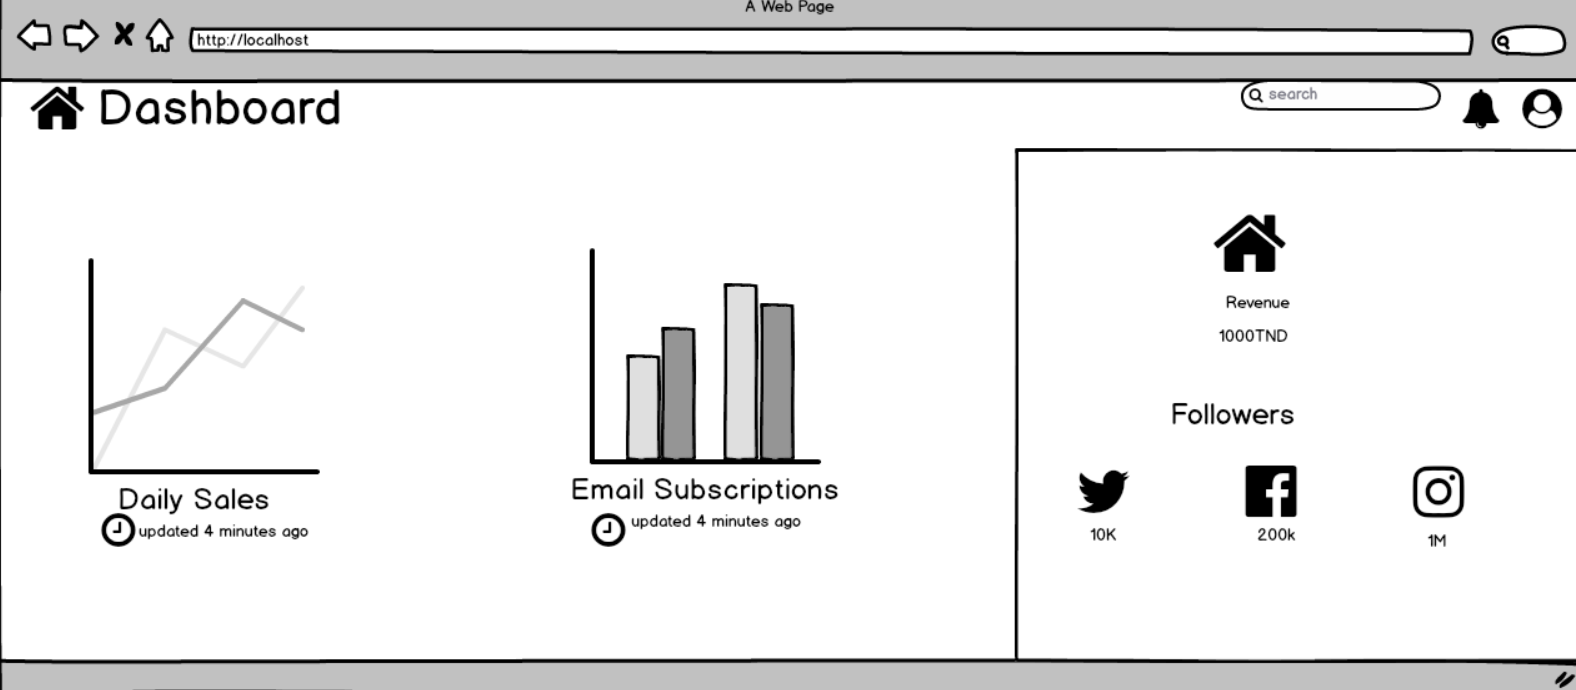 A Web Page
http://localhost
Dashboard
search
Daily Sales
updated 4 minutes ago
Email Subscriptions
updated 4 minutes ago
Revenue
1000TND
Followers
10K
200k
1M